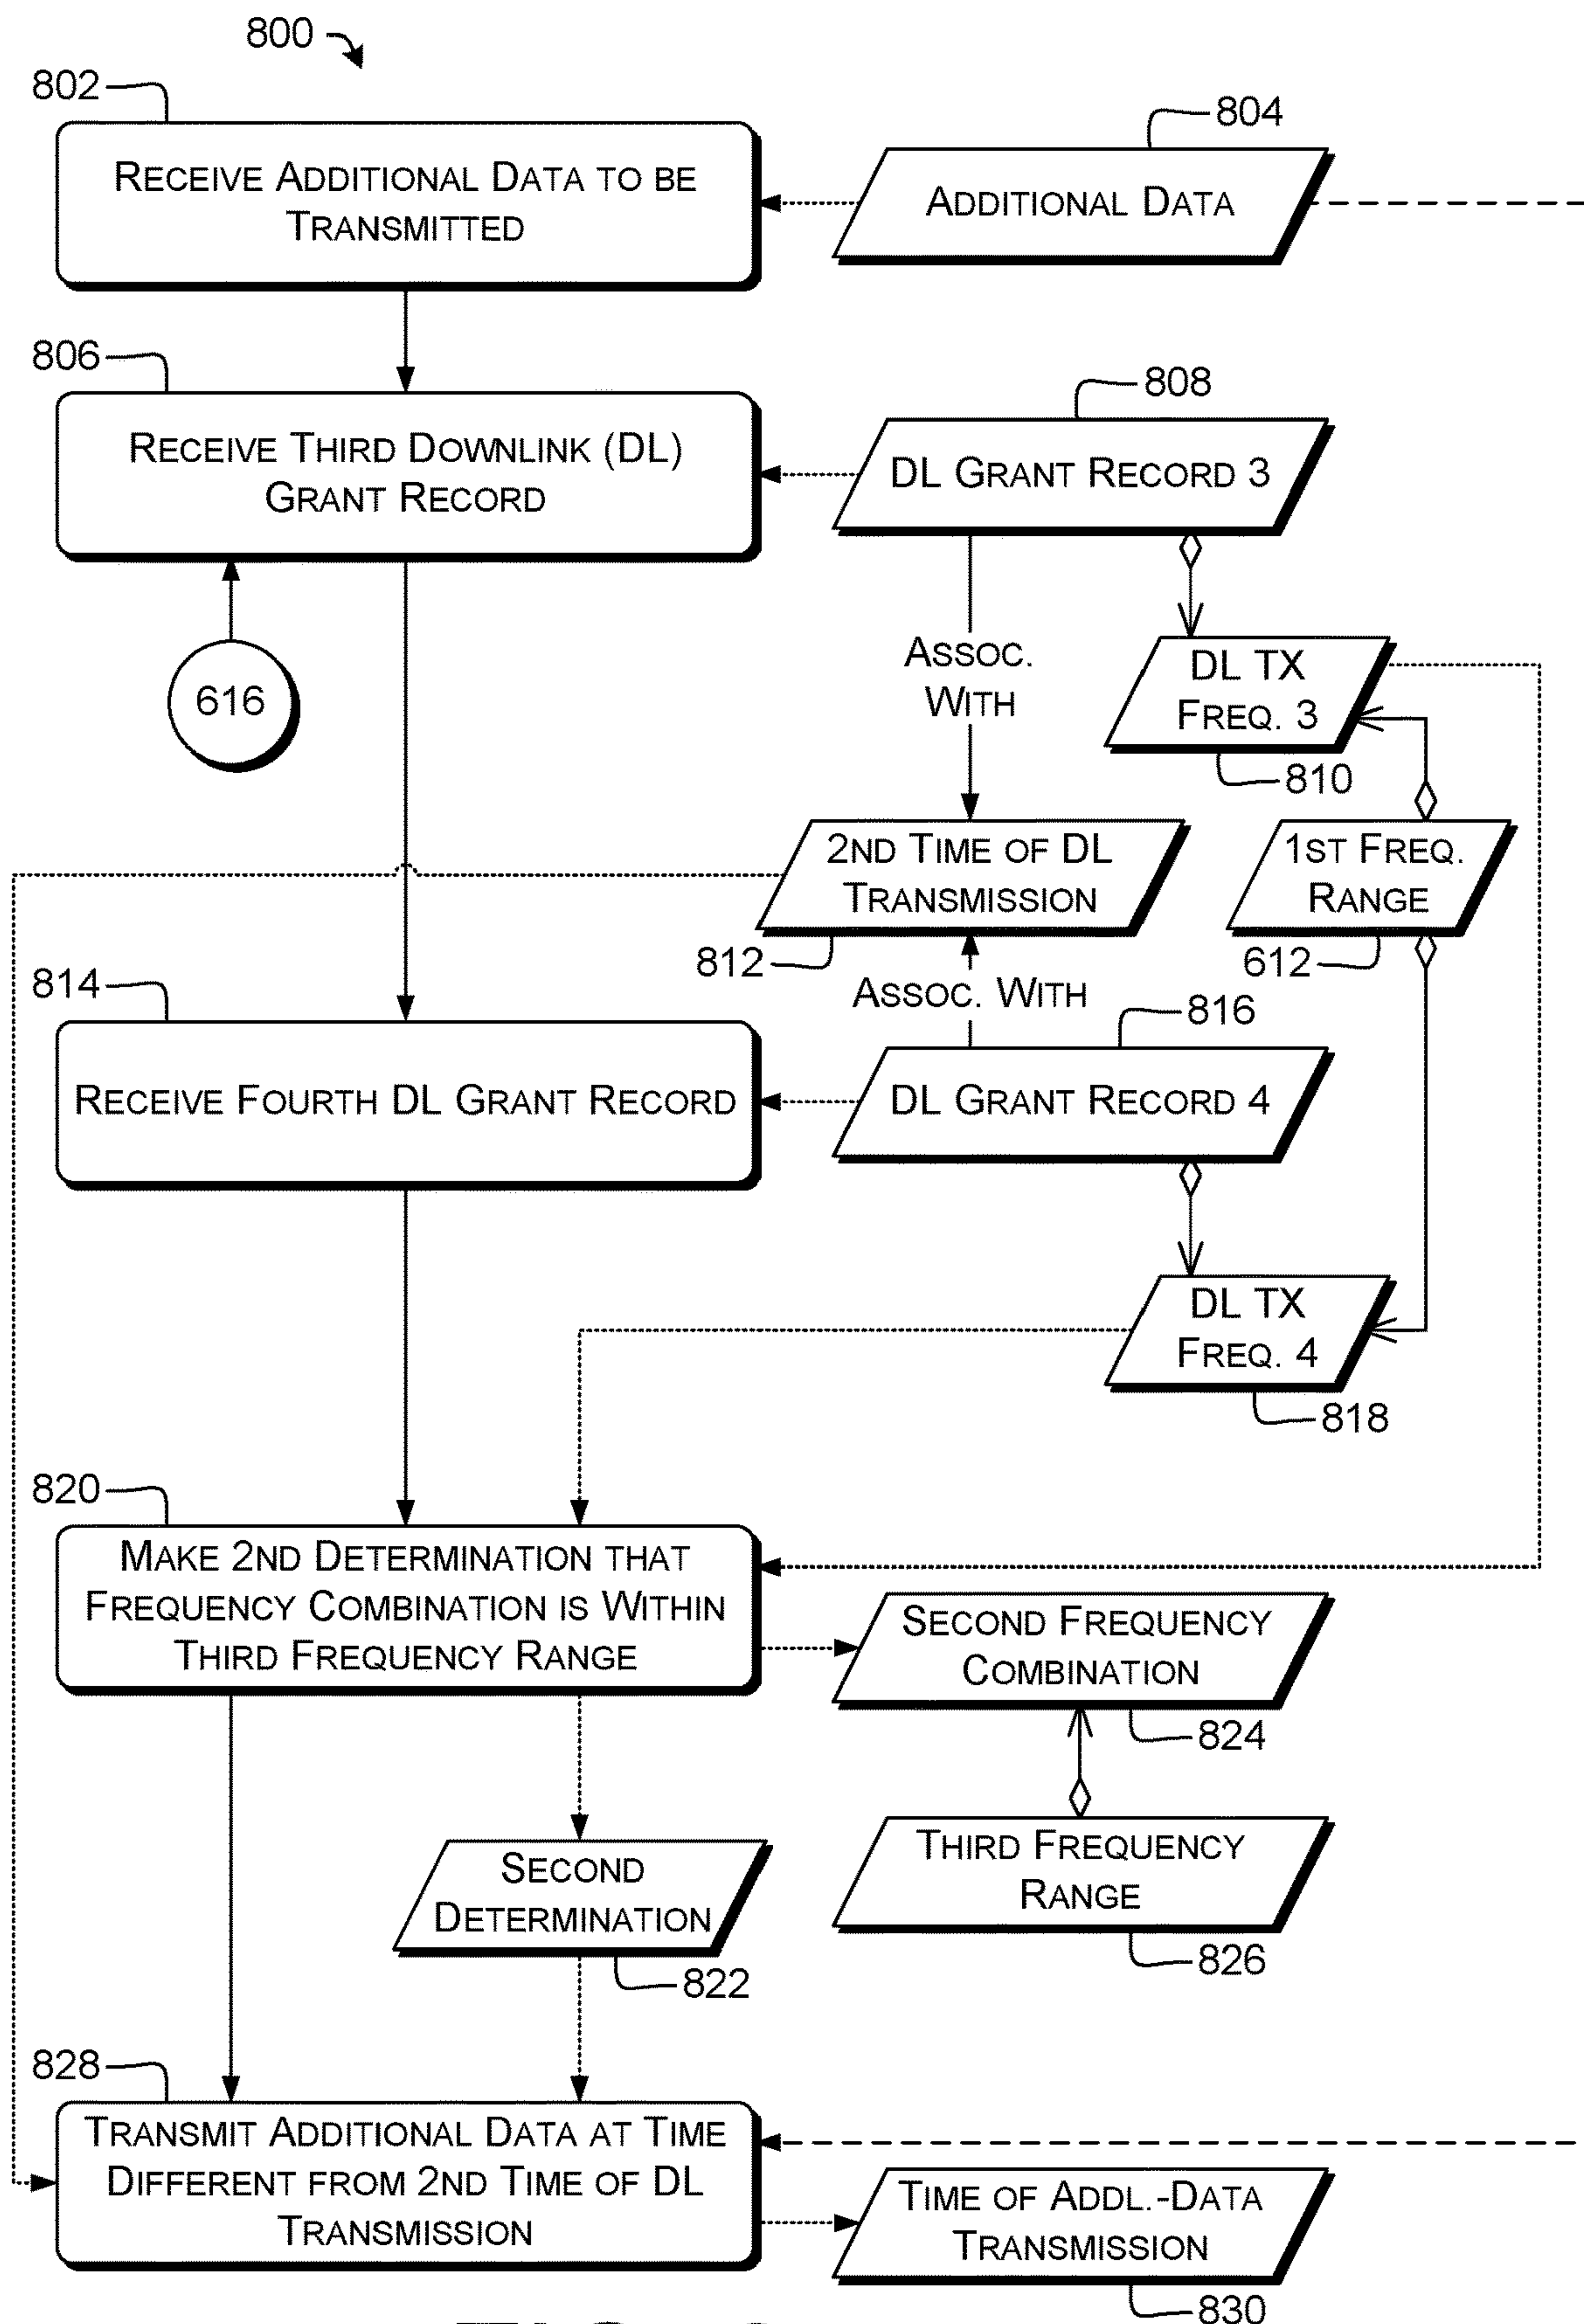 800
802
RECEIVE ADDITIONAL DATA TO BE
TRANSMITTED
804
ADDITIONAL DATA
806
RECEIVE THIRD DOWNLINK (DL)
GRANT RECORD
808
DL GRANT RECORD 3
616
ASSOC.
WITH
DL TX
FREQ. 3
810
2ND TIME OF DL
TRANSMISSION
812
1ST FREQ.
RANGE
612
ASSOC. WITH
814
RECEIVE FOURTH DL GRANT RECORD
816
DL GRANT RECORD 4
DL TX
FREQ. 4
818
820
MAKE 2ND DETERMINATION THAT
FREQUENCY COMBINATION IS WITHIN
THIRD FREQUENCY RANGE
SECOND FREQUENCY
COMBINATION
824
SECOND
DETERMINATION
822
THIRD FREQUENCY
RANGE
826
828
TRANSMIT ADDITIONAL DATA AT TIME
DIFFERENT FROM 2ND TIME OF DL
TRANSMISSION
TIME OF ADDL.-DATA
TRANSMISSION
830